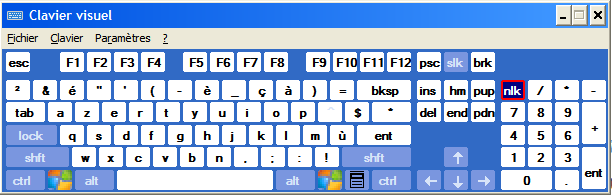 Clavier visuel
Fichier Clavier Paramètres ?
esc F1 F2 F3 F4 F5 F6 F7 F8 F9 F10 F11 F12 psc slk brk
² & é " ' ( - è _ ç à ) = bksp ins hm pup nlk / * -
tab a z e r t y u i o p ^ $ * del end pdn 7 8 9 +
lock q s d f g h j k l m ù ent 4 5 6
shft w x c v b n , ; : ! shft ↑ 1 2 3 ent
ctrl alt alt ctrl ← ↓ → 0 .